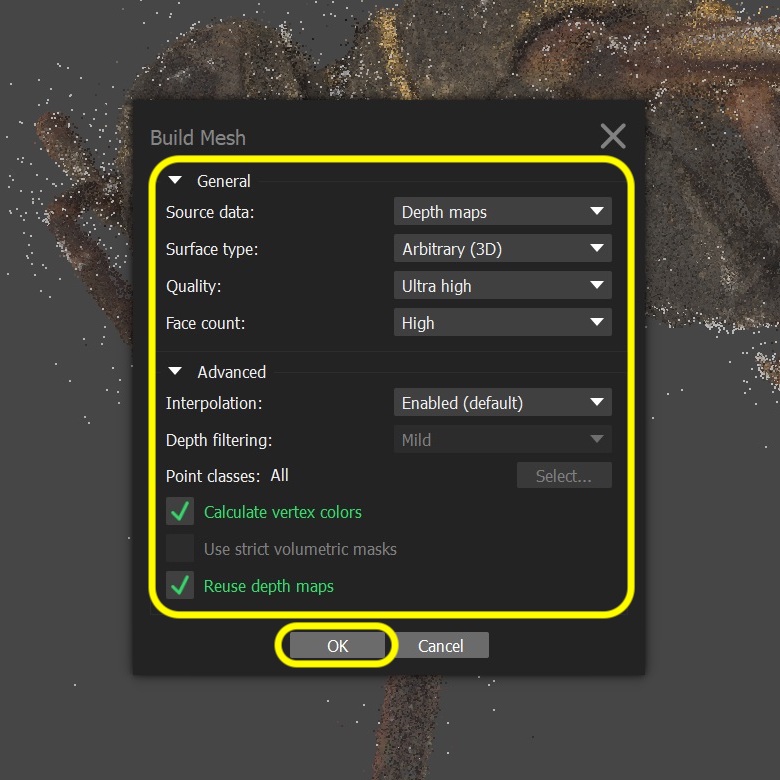 Build Mesh
General
Source data: Depth maps
Surface type: Arbitrary (3D)
Quality: Ultra high
Face count: High
Advanced
Interpolation: Enabled (default)
Depth filtering: Mild
Point classes: All Select...
Calculate vertex colors
Use strict volumetric masks
Reuse depth maps
OK Cancel